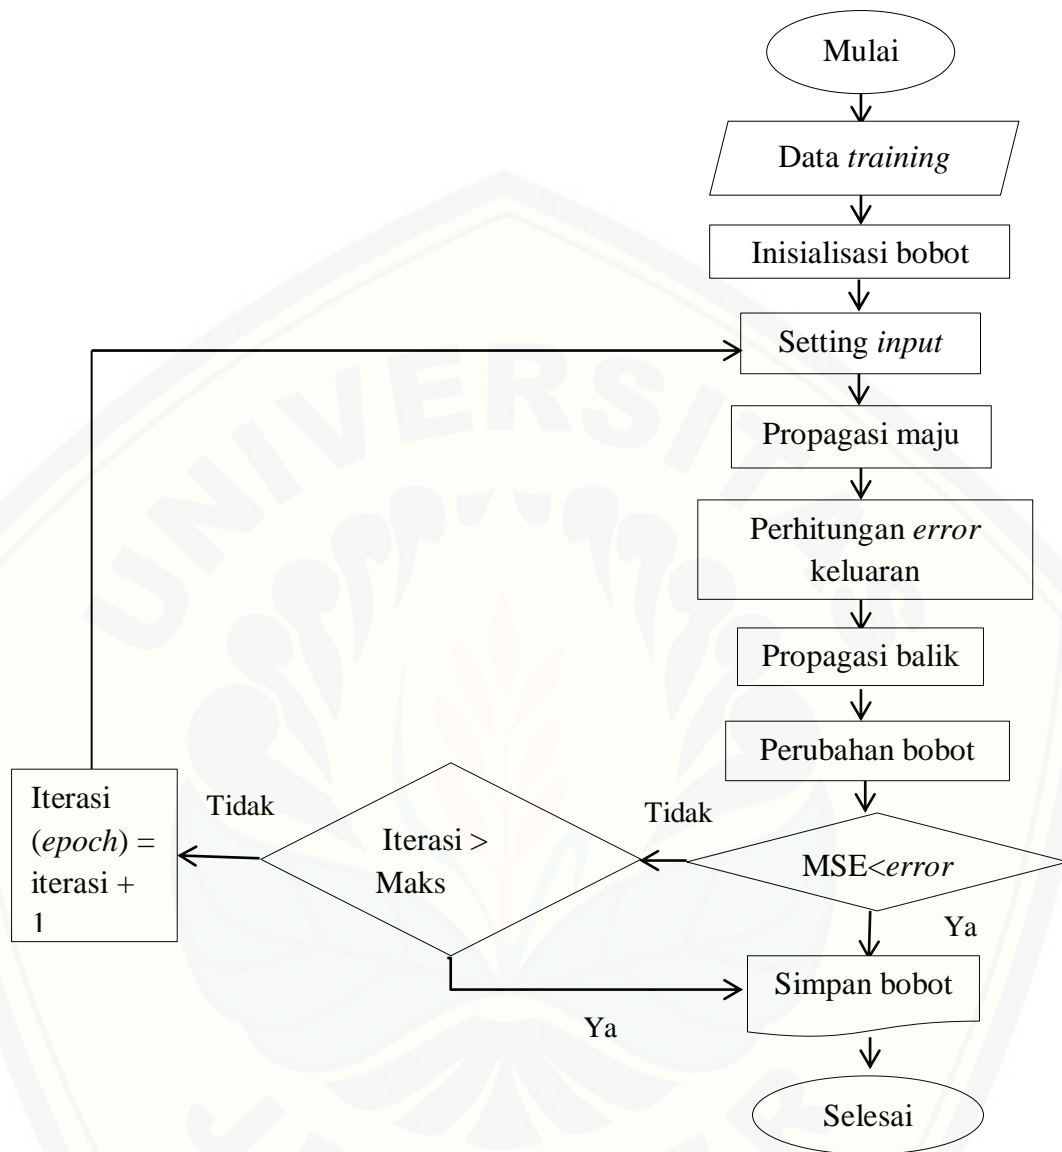 Mulai
Data training
Inisialisasi bobot
Setting input
Propagasi maju
Perhitungan error
keluaran
Propagasi balik
Perubahan bobot
MSE<error
Tidak
Iterasi >
Maks
Tidak
Iterasi
(epoch) =
iterasi +
1
Ya
Ya
Simpan bobot
Selesai
UNIVERSITAS